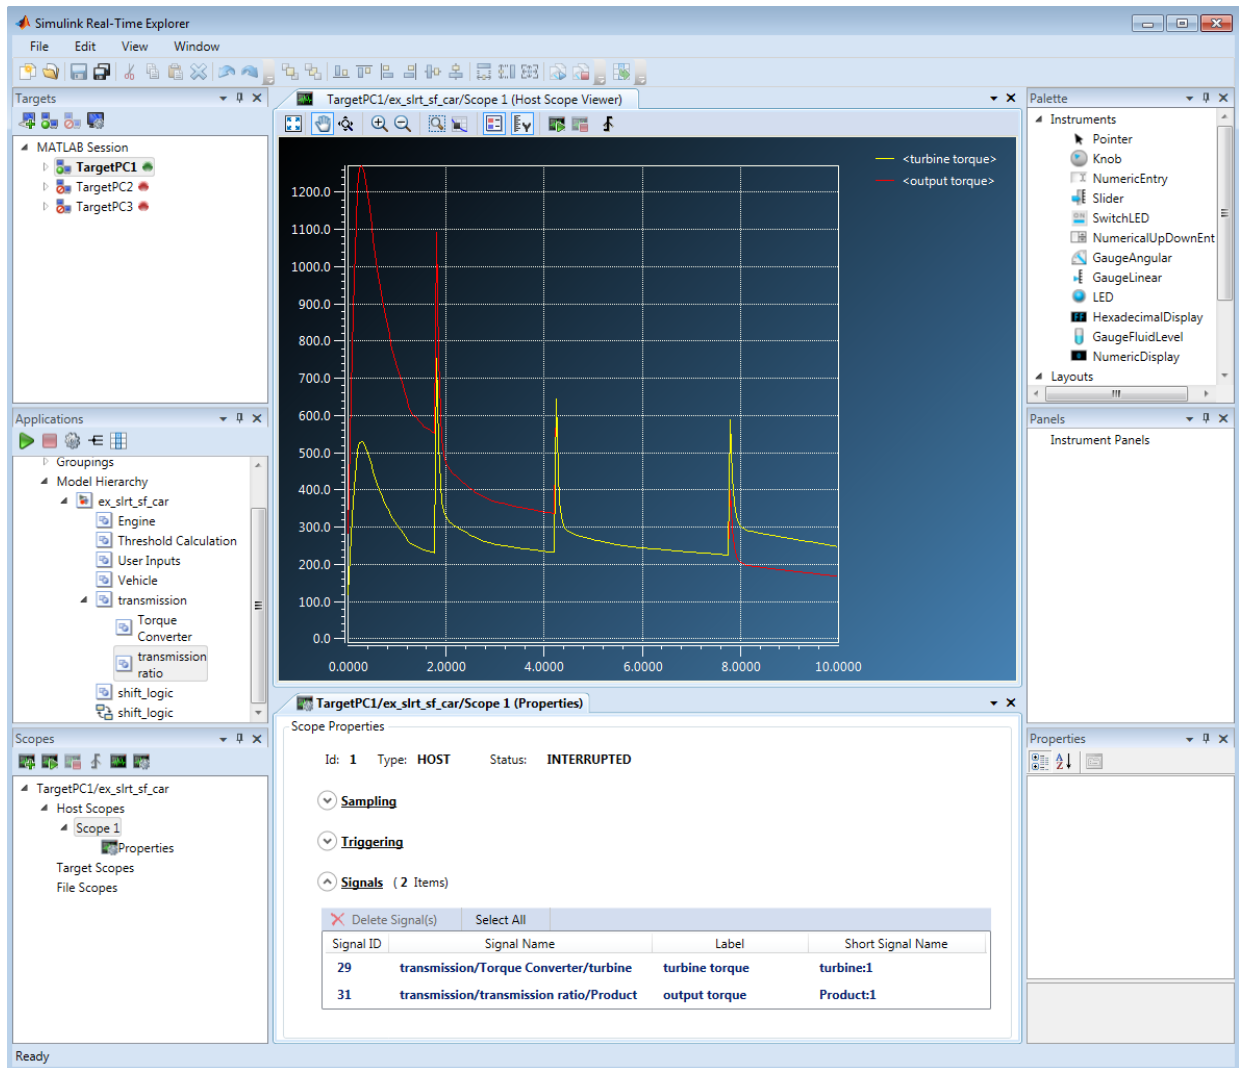 Simulink Real-Time Explorer
File Edit View Window
Targets
MATLAB Session
TargetPC1
TargetPC2
TargetPC3
Applications
Groupings
Model Hierarchy
ex_slrt_sf_car
Engine
Threshold Calculation
User Inputs
Vehicle
transmission
Torque
Converter
transmission
ratio
shift_logic
shift_logic
Scopes
TargetPC1/ex_slrt_sf_car
Host Scopes
Scope 1
Properties
Target Scopes
File Scopes
TargetPC1/ex_slrt_sf_car/Scope 1 (Host Scope Viewer)
<turbine torque>
<output torque>
1200.0
1100.0
1000.0
900.0
800.0
700.0
600.0
500.0
400.0
300.0
200.0
100.0
0.0
0.0000 2.0000 4.0000 6.0000 8.0000 10.0000
TargetPC1/ex_slrt_sf_car/Scope 1 (Properties)
Scope Properties
Id: 1 Type: HOST Status: INTERRUPTED
Sampling
Triggering
Signals ( 2 Items)
Delete Signal(s) Select All
Signal ID Signal Name Label Short Signal Name
29 transmission/Torque Converter/turbine turbine torque turbine:1
31 transmission/transmission ratio/Product output torque Product:1
Palette
Instruments
Pointer
Knob
NumericEntry
Slider
SwitchLED
NumericalUpDownEnt
GaugeAngular
GaugeLinear
LED
HexadecimalDisplay
GaugeFluidLevel
NumericDisplay
Layouts
Panels
Instrument Panels
Properties
Ready